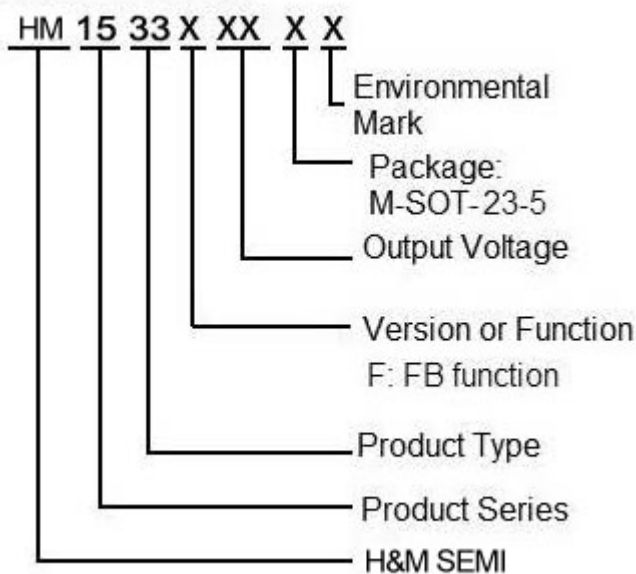 HM 15 33 X XX X X
Environmental
Mark
Package:
M-SOT-23-5
Output Voltage
Version or Function
F: FB function
Product Type
Product Series
H&M SEMI